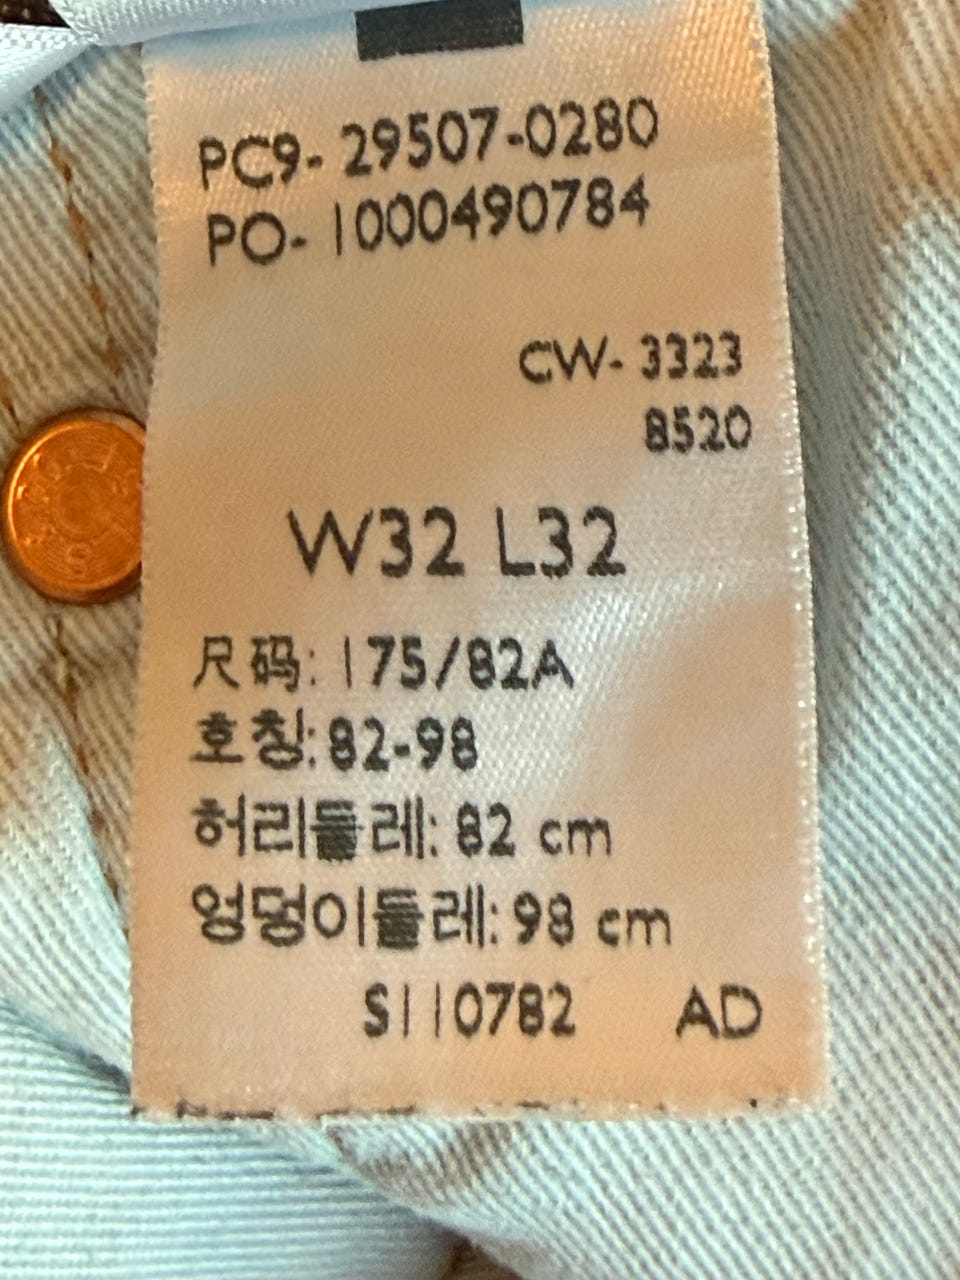 PC9- 29507-0280
PO- 1000490784
CW- 3323
8520
W32 L32
尺码: 175/82A
호칭: 82-98
허리둘레: 82 cm
엉덩이둘레: 98 cm
S110782 AD